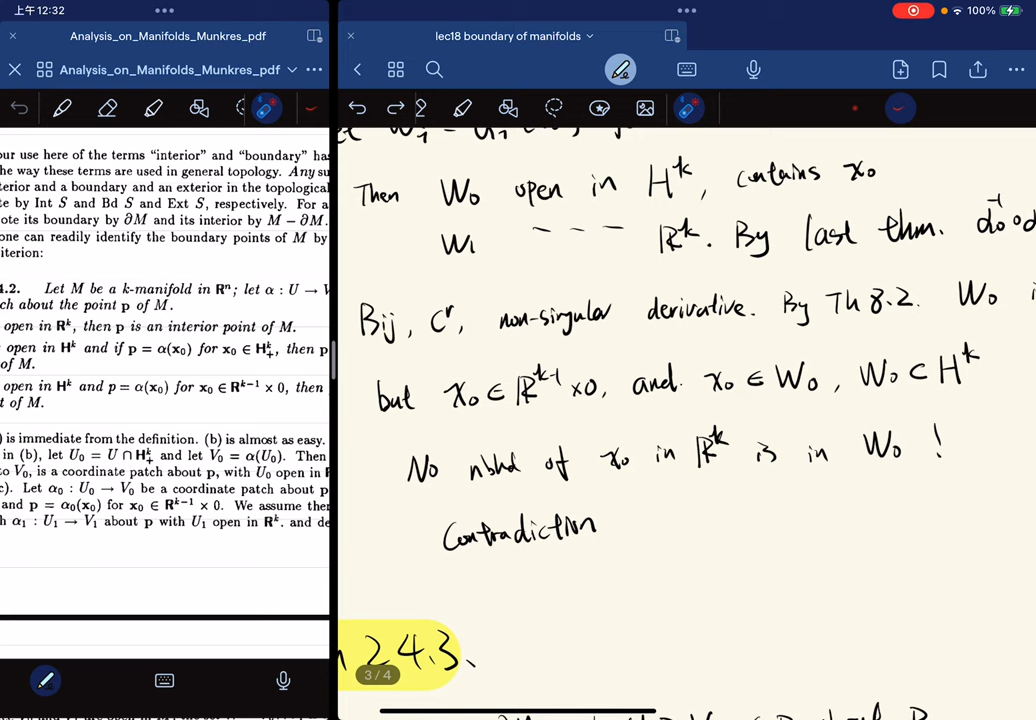 上午12:32
100%
Analysis_on_Manifolds_Munkres_pdf
lec18 boundary of manifolds
Analysis_on_Manifolds_Munkres_pdf
our use here of the terms “interior” and “boundary” ha
the way these terms are used in general topology. Any su
terior and a boundary and an exterior in the topological
te by Int S and Bd S and Ext S, respectively. For a
ote its boundary by ∂M and its interior by M − ∂M.
one can readily identify the boundary points of M by
iterion:
4.2. Let M be a k-manifold in Rⁿ; let α : U → V
ch about the point p of M.
open in Rᵏ, then p is an interior point of M.
open in Hᵏ and if p = α(x₀) for x₀ ∈ Hᵏ₊, then p
of M.
open in Hᵏ and p = α(x₀) for x₀ ∈ Rᵏ⁻¹ × 0, then
t of M.
) is immediate from the definition. (b) is almost as easy.
in (b), let U₀ = U ∩ Hᵏ₊ and let V₀ = α(U₀). Then
to V₀, is a coordinate patch about p, with U₀ open in
c). Let α₀ : U₀ → V₀ be a coordinate patch about p
and p = α₀(x₀) for x₀ ∈ Rᵏ⁻¹ × 0. We assume ther
h α₁ : U₁ → V₁ about p with U₁ open in Rᵏ, and de
Then W₀ open in Hᵏ, contains x₀
W₁ – – – – Rᵏ. By last thm. α₁⁻¹∘α
Bij, Cʳ, non-singular derivative. By Th 8.2. W₀ i
but x₀ ∈ Rᵏ⁻¹×0, and. x₀ ∈ W₀, W₀ ⊂ Hᵏ
No nbhd of x₀ in Rᵏ is in W₀ !
Contradiction
24.3.
3 / 4